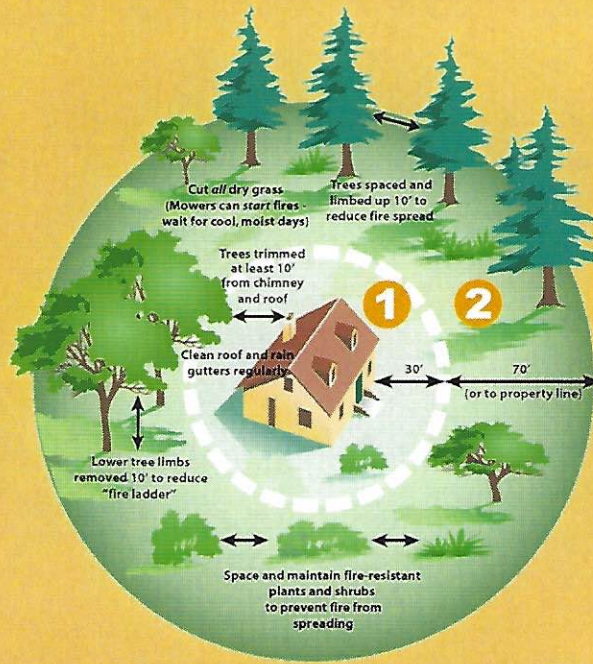 Cut all dry grass
(Mowers can start fires -
wait for cool, moist days)
Trees spaced and
limbed up 10' to
reduce fire spread
Trees trimmed
at least 10'
from chimney
and roof
1
2
Clean roof and rain
gutters regularly
30'
70'
(or to property line)
Lower tree limbs
removed 10' to reduce
"fire ladder"
Space and maintain fire-resistant
plants and shrubs
to prevent fire from
spreading